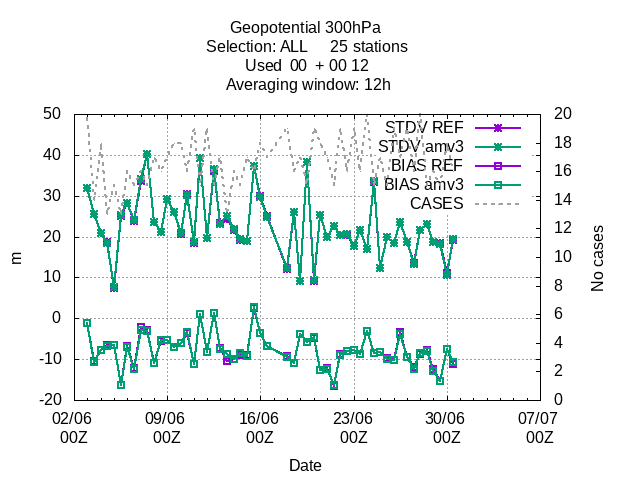 Geopotential 300hPa
Selection: ALL     25 stations
Used  00  + 00 12
Averaging window: 12h
50
40
30
20
10
0
-10
-20
m
20
18
16
14
12
10
8
6
4
2
0
No cases
STDV REF
STDV amv3
BIAS REF
BIAS amv3
CASES
02/06 09/06 16/06 23/06 30/06 07/07
00Z 00Z 00Z 00Z 00Z 00Z
Date